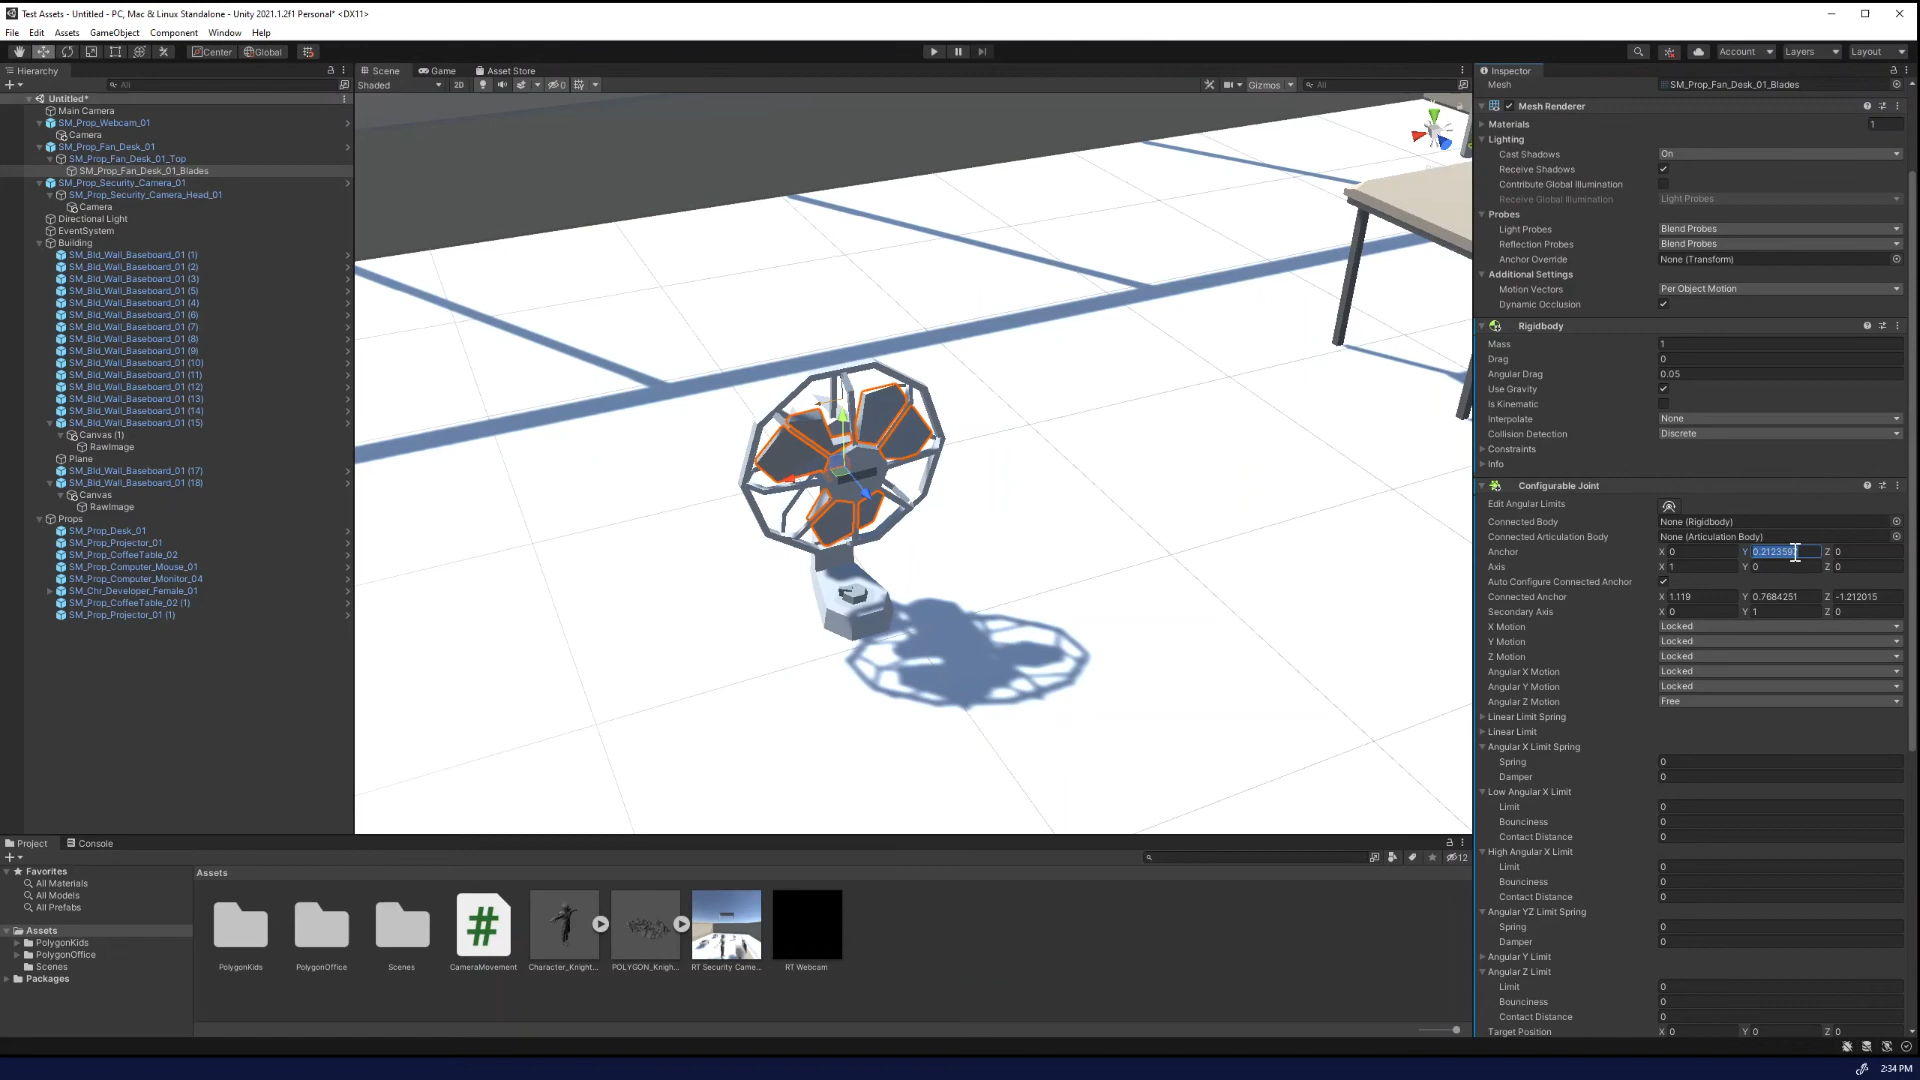 Test Assets - Untitled - PC, Mac & Linux Standalone - Unity 2021.1.2f1 Personal* <DX11>
File Edit Assets GameObject Component Window Help
Center Global Account Layers Layout
Hierarchy
All
Untitled*
Main Camera
SM_Prop_Webcam_01
Camera
SM_Prop_Fan_Desk_01
SM_Prop_Fan_Desk_01_Top
SM_Prop_Fan_Desk_01_Blades
SM_Prop_Security_Camera_01
SM_Prop_Security_Camera_Head_01
Camera
Directional Light
EventSystem
Building
SM_Bld_Wall_Baseboard_01 (1)
SM_Bld_Wall_Baseboard_01 (2)
SM_Bld_Wall_Baseboard_01 (3)
SM_Bld_Wall_Baseboard_01 (5)
SM_Bld_Wall_Baseboard_01 (4)
SM_Bld_Wall_Baseboard_01 (6)
SM_Bld_Wall_Baseboard_01 (7)
SM_Bld_Wall_Baseboard_01 (8)
SM_Bld_Wall_Baseboard_01 (9)
SM_Bld_Wall_Baseboard_01 (10)
SM_Bld_Wall_Baseboard_01 (11)
SM_Bld_Wall_Baseboard_01 (12)
SM_Bld_Wall_Baseboard_01 (13)
SM_Bld_Wall_Baseboard_01 (14)
SM_Bld_Wall_Baseboard_01 (15)
Canvas (1)
RawImage
Plane
SM_Bld_Wall_Baseboard_01 (17)
SM_Bld_Wall_Baseboard_01 (18)
Canvas
RawImage
Props
SM_Prop_Desk_01
SM_Prop_Projector_01
SM_Prop_CoffeeTable_02
SM_Prop_Computer_Mouse_01
SM_Prop_Computer_Monitor_04
SM_Chr_Developer_Female_01
SM_Prop_CoffeeTable_02 (1)
SM_Prop_Projector_01 (1)
Scene Game Asset Store
Shaded 2D 0 Gizmos All
Inspector
Mesh SM_Prop_Fan_Desk_01_Blades
Mesh Renderer
Materials 1
Lighting
Cast Shadows On
Receive Shadows
Contribute Global Illumination
Receive Global Illumination Light Probes
Probes
Light Probes Blend Probes
Reflection Probes Blend Probes
Anchor Override None (Transform)
Additional Settings
Motion Vectors Per Object Motion
Dynamic Occlusion
Rigidbody
Mass 1
Drag 0
Angular Drag 0.05
Use Gravity
Is Kinematic
Interpolate None
Collision Detection Discrete
Constraints
Info
Configurable Joint
Edit Angular Limits
Connected Body None (Rigidbody)
Connected Articulation Body None (Articulation Body)
Anchor X 0 Y 0.212359 Z 0
Axis X 1 Y 0 Z 0
Auto Configure Connected Anchor
Connected Anchor X 1.119 Y 0.7684251 Z -1.212015
Secondary Axis X 0 Y 1 Z 0
X Motion Locked
Y Motion Locked
Z Motion Locked
Angular X Motion Locked
Angular Y Motion Locked
Angular Z Motion Free
Linear Limit Spring
Linear Limit
Angular X Limit Spring
Spring 0
Damper 0
Low Angular X Limit
Limit 0
Bounciness 0
Contact Distance 0
High Angular X Limit
Limit 0
Bounciness 0
Contact Distance 0
Angular YZ Limit Spring
Spring 0
Damper 0
Angular Y Limit
Angular Z Limit
Limit 0
Bounciness 0
Contact Distance 0
Target Position X 0 Y 0 Z 0
Project Console
12
Favorites
All Materials
All Models
All Prefabs
Assets
PolygonKids
PolygonOffice
Scenes
Packages
Assets
#
PolygonKids PolygonOffice Scenes CameraMovement Character_Knight... POLYGON_Knigh... RT Security Came... RT Webcam
2:34 PM